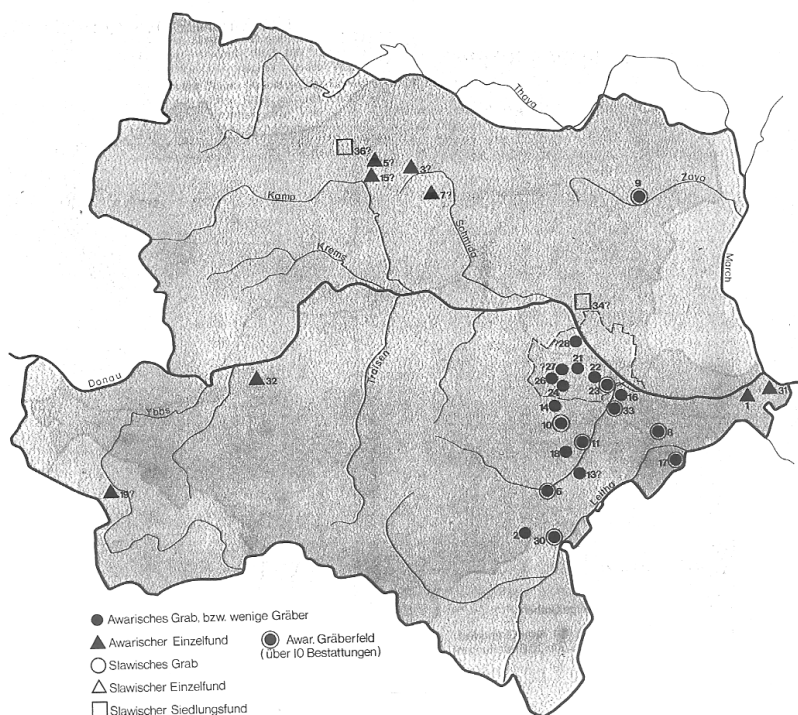 Thaya
36?
5?
3?
15?
7?
9
Zaya
Kamp
Schmida
Krems
March
34?
?28
Traisen
?27
21
22
26
24
23
16
33
14
10
8
11
18
17
13?
6
Leitha
2
30
Donau
32
Ybbs
19?
1
31
Awarisches Grab, bzw. wenige Gräber
Awarischer Einzelfund
Awar. Gräberfeld
(über 10 Bestattungen)
Slawisches Grab
Slawischer Einzelfund
Slawischer Siedlungsfund